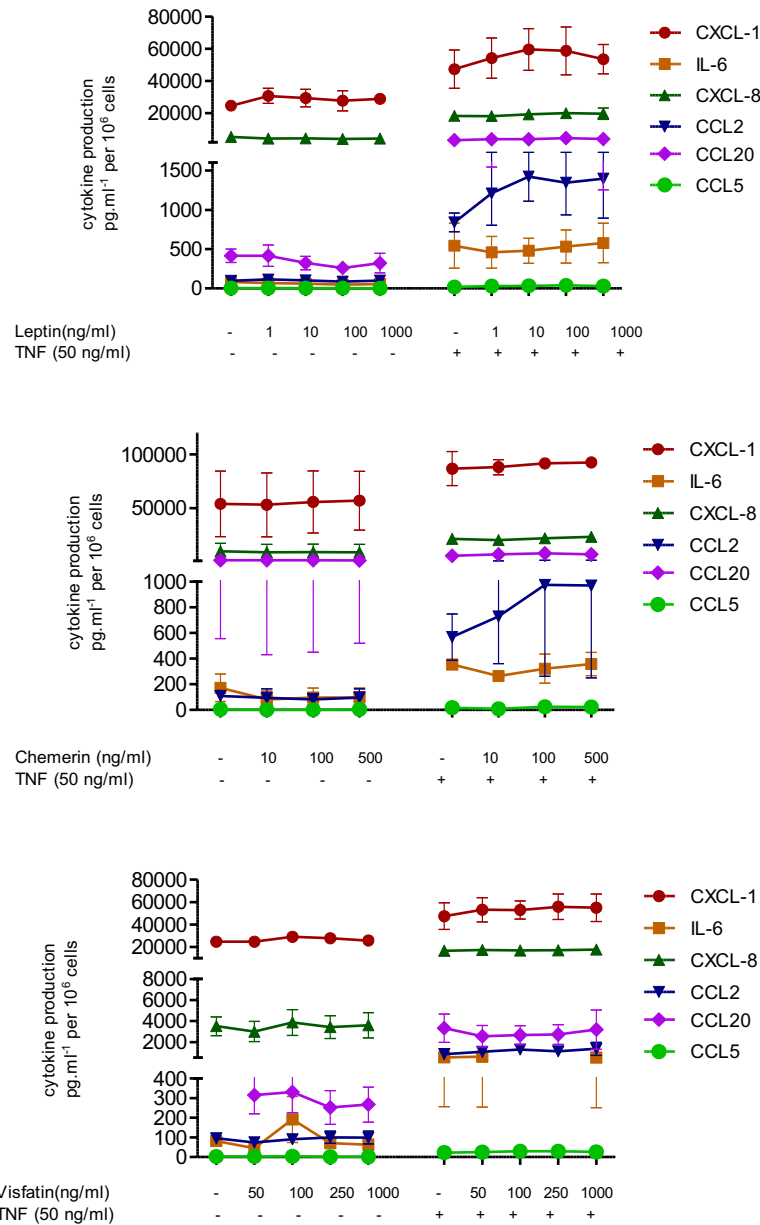 80000
60000
40000
20000
1500
1000
500
0
cytokine production
pg.ml-1 per 10^6 cells
CXCL-1
IL-6
CXCL-8
CCL2
CCL20
CCL5
Leptin(ng/ml) - 1 10 100 1000 - 1 10 100 1000
TNF (50 ng/ml) - - - - - + + + + +
100000
50000
1000
800
600
400
200
0
cytokine production
pg.ml-1 per 10^6 cells
CXCL-1
IL-6
CXCL-8
CCL2
CCL20
CCL5
Chemerin (ng/ml) - 10 100 500 - 10 100 500
TNF (50 ng/ml) - - - - + + + +
80000
60000
40000
20000
8000
6000
4000
2000
400
300
200
100
0
cytokine production
pg.ml-1 per 10^6 cells
CXCL-1
IL-6
CXCL-8
CCL2
CCL20
CCL5
Visfatin(ng/ml) - 50 100 250 1000 - 50 100 250 1000
TNF (50 ng/ml) - - - - - + + + + +